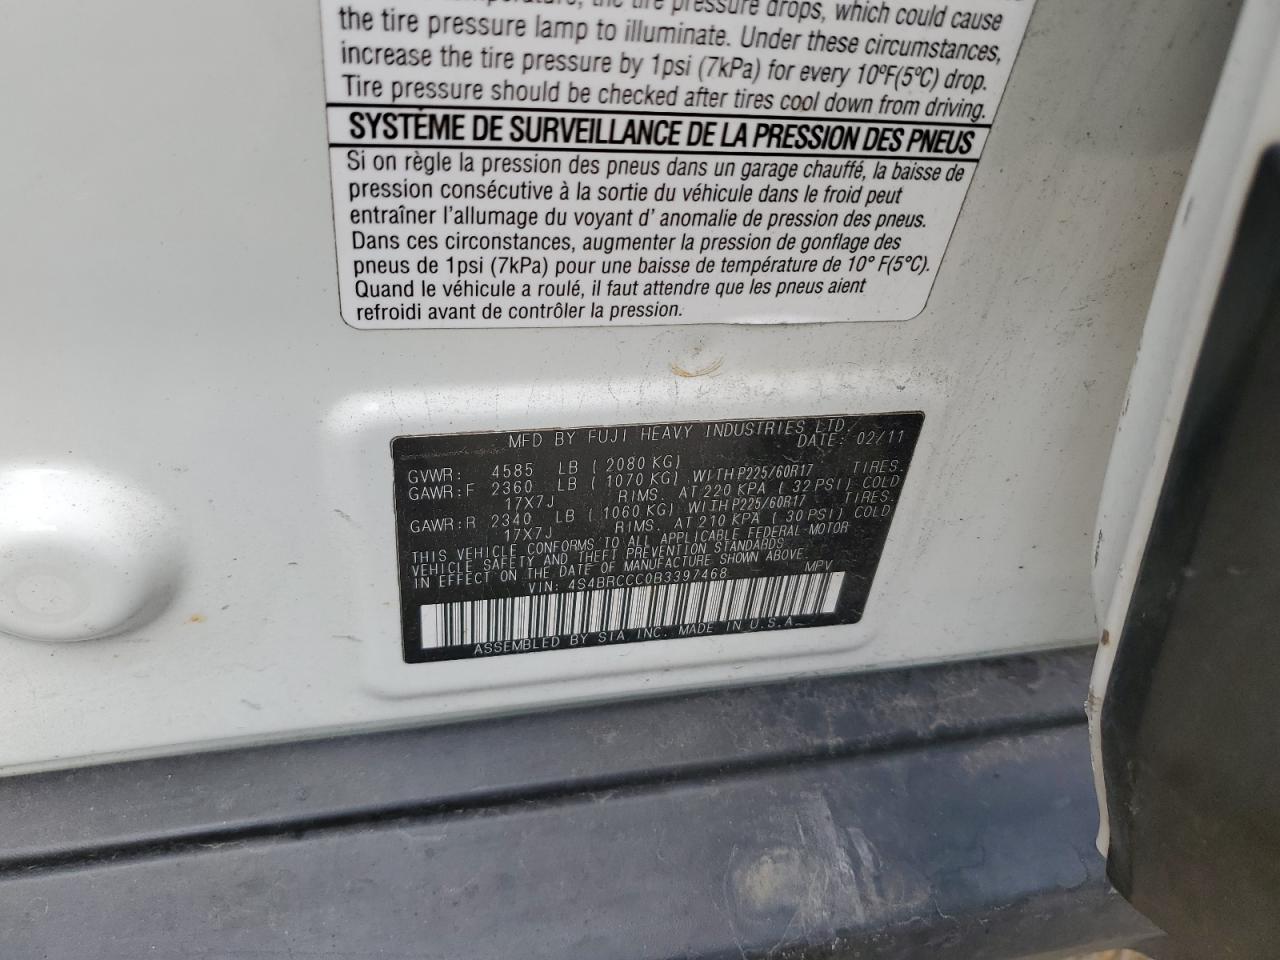 temperature, the tire pressure drops, which could cause
the tire pressure lamp to illuminate. Under these circumstances,
increase the tire pressure by 1psi (7kPa) for every 10ºF(5ºC) drop.
Tire pressure should be checked after tires cool down from driving.
SYSTÈME DE SURVEILLANCE DE LA PRESSION DES PNEUS
Si on règle la pression des pneus dans un garage chauffé, la baisse de
pression consécutive à la sortie du véhicule dans le froid peut
entraîner l'allumage du voyant d' anomalie de pression des pneus.
Dans ces circonstances, augmenter la pression de gonflage des
pneus de 1psi (7kPa) pour une baisse de température de 10° F(5°C).
Quand le véhicule a roulé, il faut attendre que les pneus aient
refroidi avant de contrôler la pression.
MFD BY FUJI HEAVY INDUSTRIES LTD.
DATE: 02/11
GVWR: 4585 LB ( 2080 KG)
GAWR:F 2360 LB ( 1070 KG) WITH P225/60R17 TIRES.
17X7J RIMS. AT 220 KPA ( 32 PSI) COLD
GAWR:R 2340 LB ( 1060 KG) WITH P225/60R17 TIRES.
17X7J RIMS. AT 210 KPA ( 30 PSI) COLD
THIS VEHICLE CONFORMS TO ALL APPLICABLE FEDERAL MOTOR
VEHICLE SAFETY AND THEFT PREVENTION STANDARDS
IN EFFECT ON THE DATE OF MANUFACTURE SHOWN ABOVE.
VIN: 4S4BRCCC0B3397468 MPV
ASSEMBLED BY SIA INC. MADE IN U.S.A.